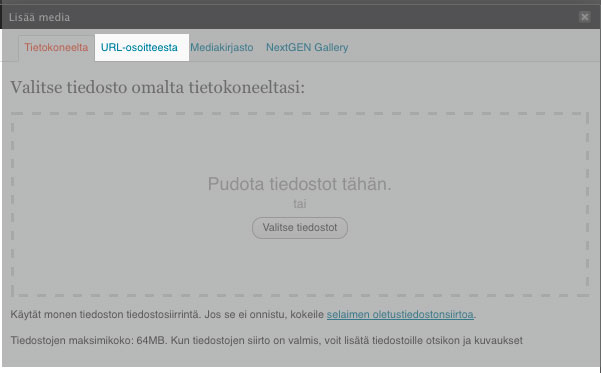 Lisää media
Tietokoneelta URL-osoitteesta Mediakirjasto NextGEN Gallery
Valitse tiedosto omalta tietokoneeltasi:
Pudota tiedostot tähän.
tai
Valitse tiedostot
Käytät monen tiedoston tiedostosiirrintä. Jos se ei onnistu, kokeile selaimen oletustiedostonsiirtoa.
Tiedostojen maksimikoko: 64MB. Kun tiedostojen siirto on valmis, voit lisätä tiedostoille otsikon ja kuvaukset